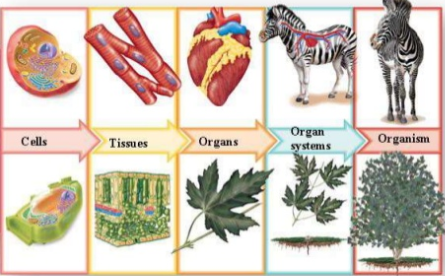 Cells
Tissues
Organs
Organ
systems
Organism